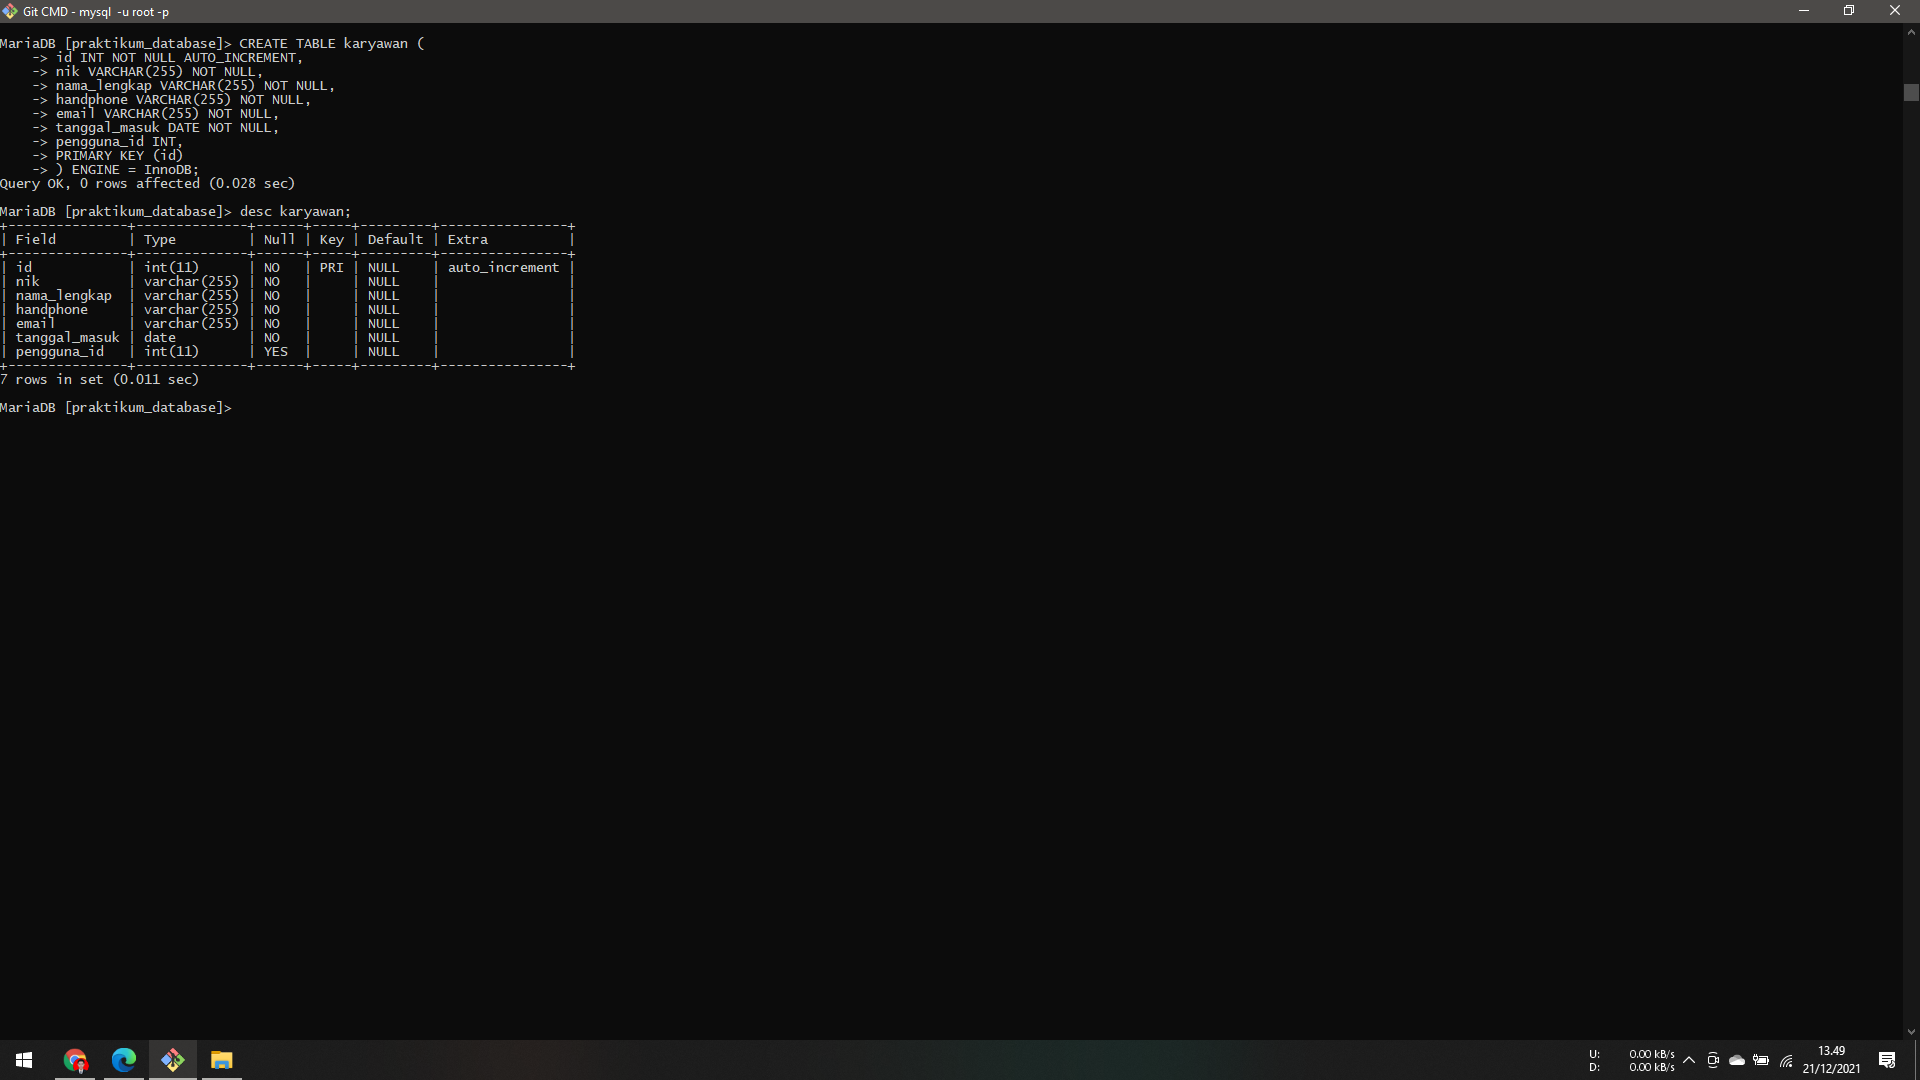 Git CMD - mysql  -u root -p
MariaDB [praktikum_database]> CREATE TABLE karyawan (
    -> id INT NOT NULL AUTO_INCREMENT,
    -> nik VARCHAR(255) NOT NULL,
    -> nama_lengkap VARCHAR(255) NOT NULL,
    -> handphone VARCHAR(255) NOT NULL,
    -> email VARCHAR(255) NOT NULL,
    -> tanggal_masuk DATE NOT NULL,
    -> pengguna_id INT,
    -> PRIMARY KEY (id)
    -> ) ENGINE = InnoDB;
Query OK, 0 rows affected (0.028 sec)
MariaDB [praktikum_database]> desc karyawan;
+---------------+--------------+------+-----+---------+----------------+
| Field         | Type         | Null | Key | Default | Extra          |
+---------------+--------------+------+-----+---------+----------------+
| id            | int(11)      | NO   | PRI | NULL    | auto_increment |
| nik           | varchar(255) | NO   |     | NULL    |                |
| nama_lengkap  | varchar(255) | NO   |     | NULL    |                |
| handphone     | varchar(255) | NO   |     | NULL    |                |
| email         | varchar(255) | NO   |     | NULL    |                |
| tanggal_masuk | date         | NO   |     | NULL    |                |
| pengguna_id   | int(11)      | YES  |     | NULL    |                |
+---------------+--------------+------+-----+---------+----------------+
7 rows in set (0.011 sec)
MariaDB [praktikum_database]>
U: 0.00 kB/s
D: 0.00 kB/s
13.49
21/12/2021